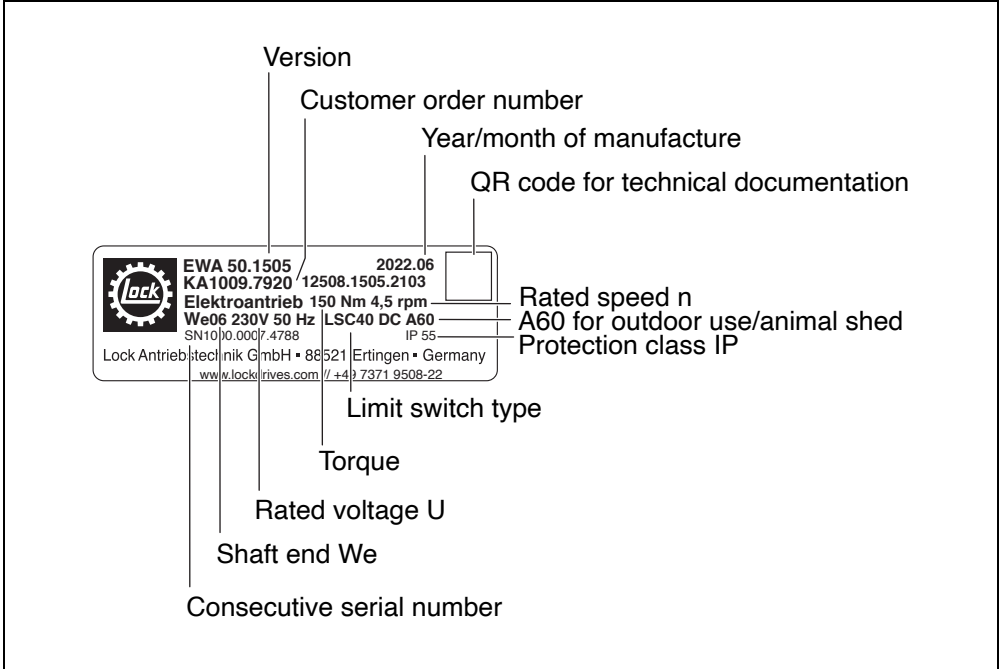 Version
Customer order number
Year/month of manufacture
QR code for technical documentation
Lock
EWA 50.1505 2022.06
KA1009.7920 12508.1505.2103
Elektroantrieb 150 Nm 4,5 rpm
We06 230V 50 Hz LSC40 DC A60
SN1000.0007.4788 IP 55
Lock Antriebstechnik GmbH ▪ 88521 Ertingen ▪ Germany
www.lockdrives.com // +49 7371 9508-22
Rated speed n
A60 for outdoor use/animal shed
Protection class IP
Limit switch type
Torque
Rated voltage U
Shaft end We
Consecutive serial number